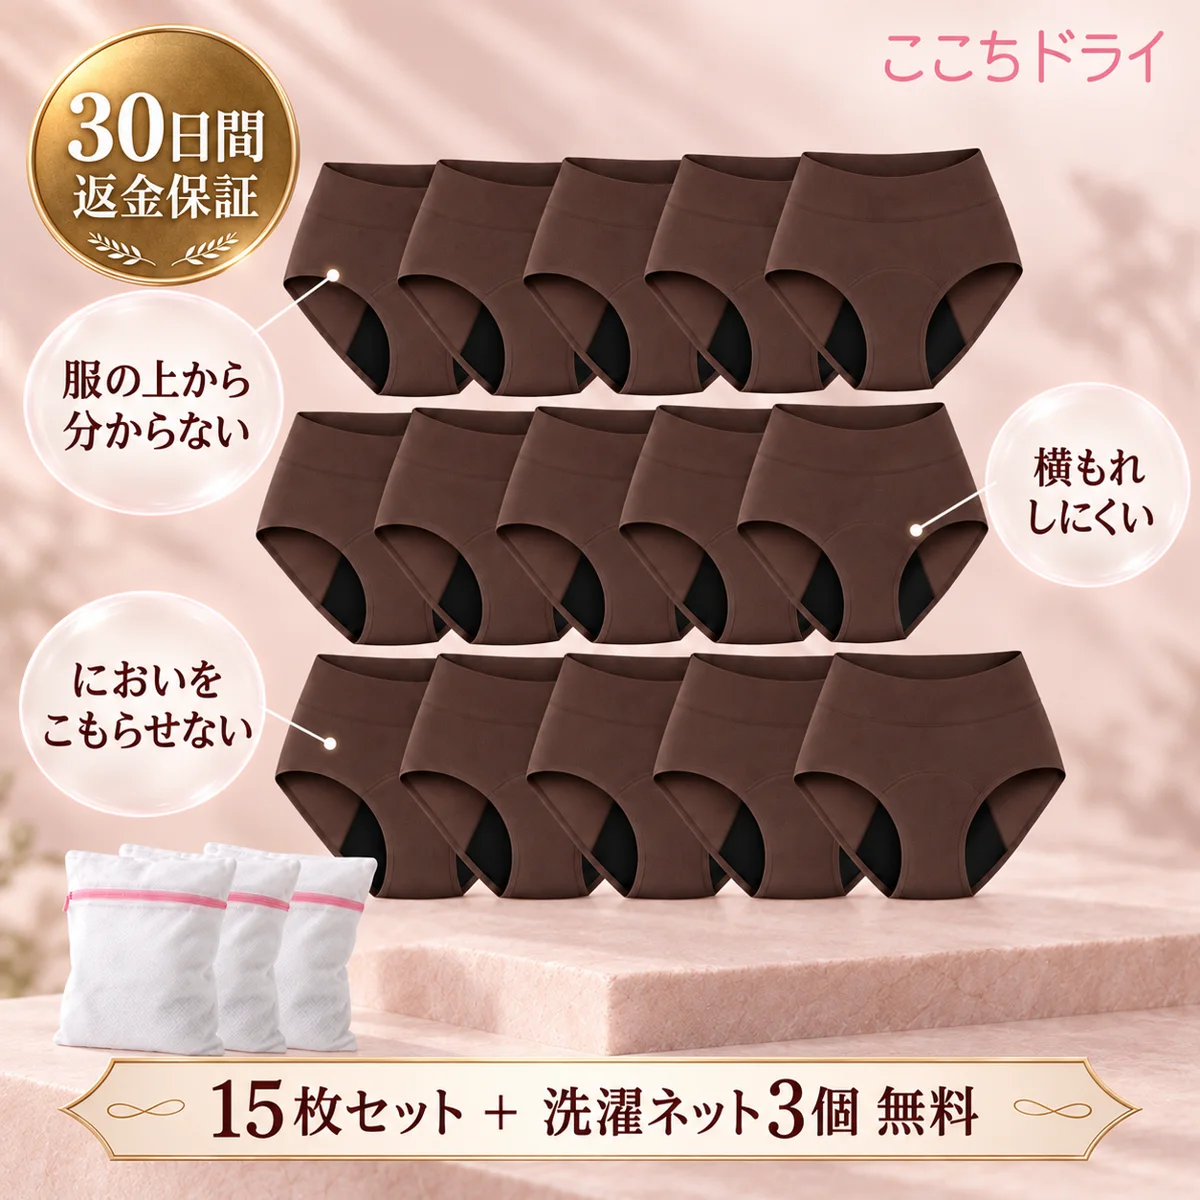 ここちドライ
30日間
返金保証
服の上から
分からない
横もれ
しにくい
においを
こもらせない
15枚セット + 洗濯ネット3個 無料